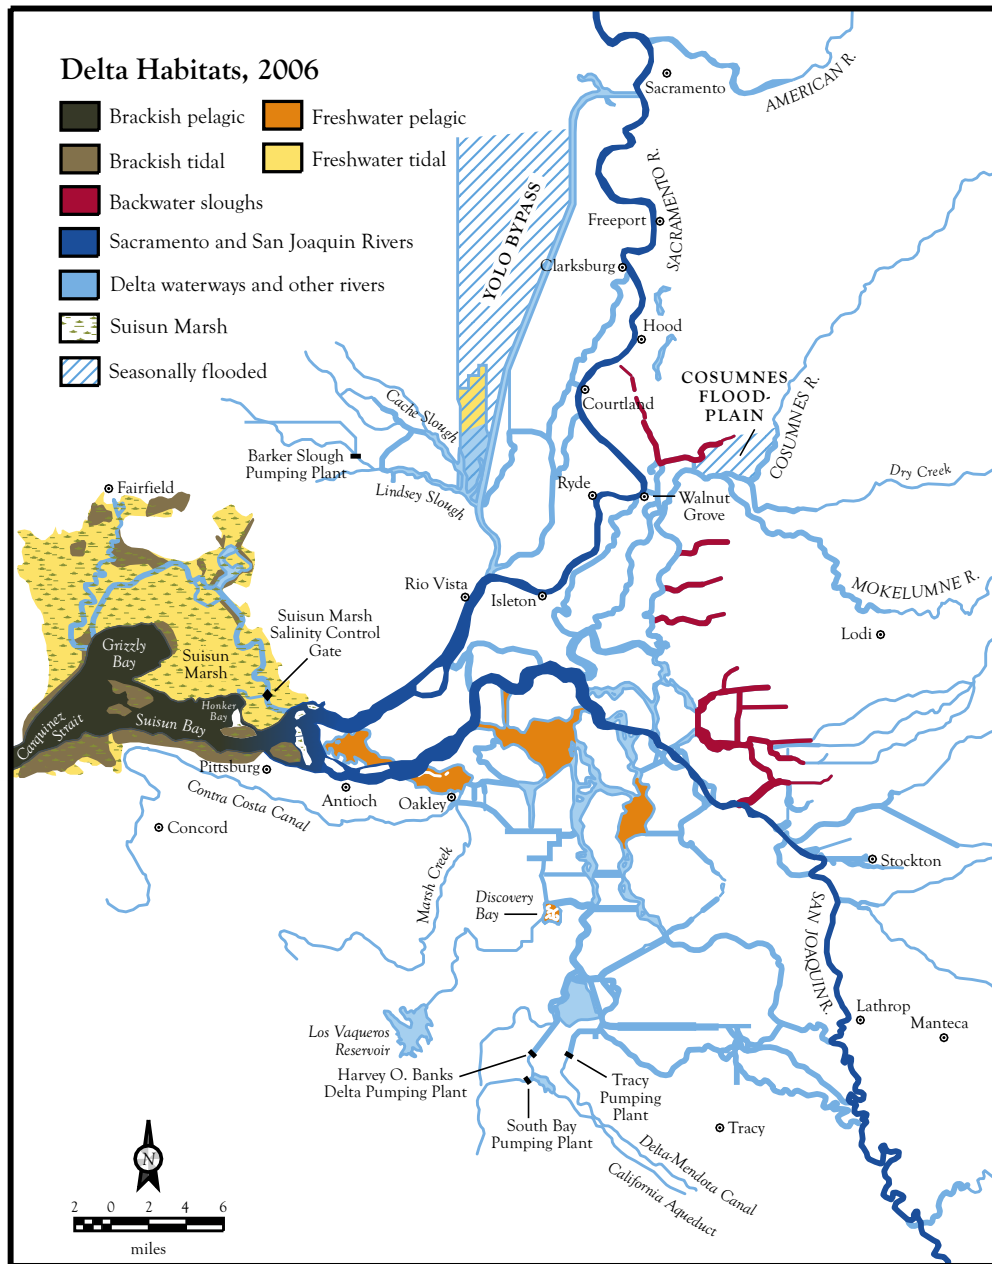 Delta Habitats, 2006
Brackish pelagic
Freshwater pelagic
Brackish tidal
Freshwater tidal
Backwater sloughs
Sacramento and San Joaquin Rivers
Delta waterways and other rivers
Suisun Marsh
Seasonally flooded
Sacramento
AMERICAN R.
SACRAMENTO R.
YOLO BYPASS
Freeport
Clarksburg
Hood
Courtland
COSUMNES
FLOOD-
PLAIN
COSUMNES R.
Cache Slough
Barker Slough
Pumping Plant
Lindsey Slough
Ryde
Walnut
Grove
Dry Creek
Fairfield
Rio Vista
Isleton
MOKELUMNE R.
Lodi
Suisun Marsh
Salinity Control
Gate
Grizzly
Bay
Suisun
Marsh
Honker
Bay
Suisun Bay
Carquinez
Strait
Pittsburg
Antioch
Oakley
Contra Costa Canal
Concord
Marsh Creek
Stockton
Discovery
Bay
SAN JOAQUIN R.
Lathrop
Manteca
Los Vaqueros
Reservoir
Harvey O. Banks
Delta Pumping Plant
Tracy
Pumping
Plant
South Bay
Pumping Plant
Tracy
Delta-Mendota Canal
California Aqueduct
N
2 0 2 4 6
miles